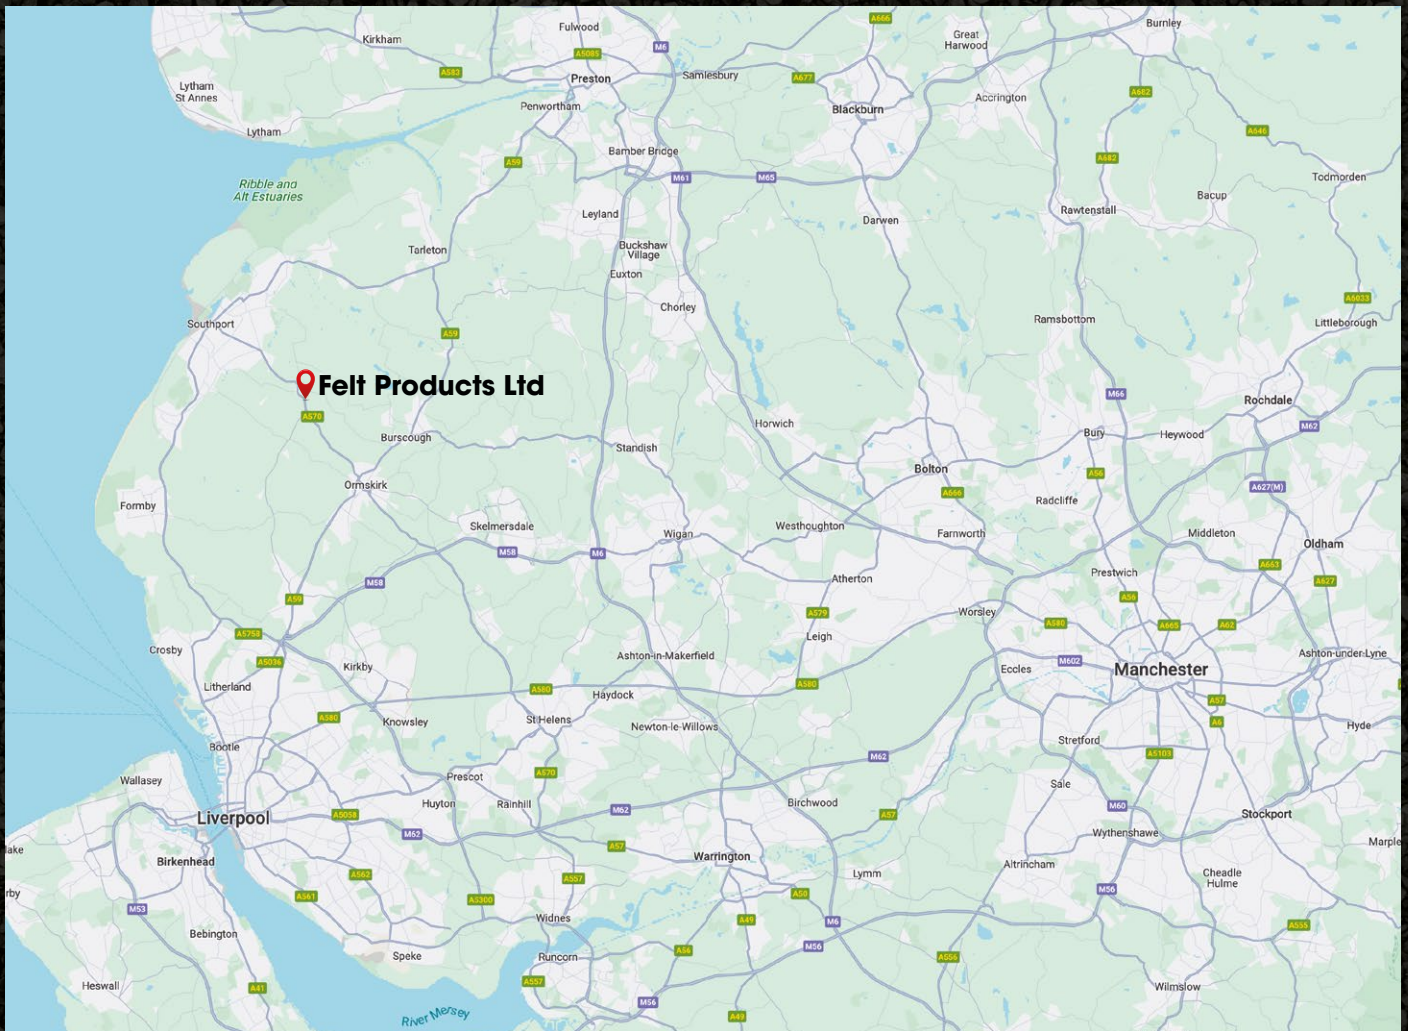 Fulwood
A666
Great
Harwood
Burnley
Kirkham
A5085
M6
A583
Preston
Samlesbury
A677
Lytham
St Annes
Penwortham
Blackburn
Accrington
A682
Lytham
A646
Bamber Bridge
A59
A682
M61
M65
Todmorden
Ribble and
Alt Estuaries
Bacup
Leyland
Rawtenstall
Darwen
Tarleton
Buckshaw
Village
Euxton
Chorley
A6033
Southport
Ramsbottom
Littleborough
A59
Felt Products Ltd
M66
Rochdale
A570
Horwich
M62
Burscough
Bury
Heywood
Standish
Bolton
A56
Ormskirk
A627(M)
A666
Formby
Radcliffe
Skelmersdale
Westhoughton
Wigan
Farnworth
Middleton
Oldham
M58
M6
A663
Prestwich
M58
Atherton
A627
A59
A56
A579
Worsley
A580
A665
A62
A5758
Leigh
Crosby
Ashton-in-Makerfield
Ashton-under-Lyne
A5036
Kirkby
M602
Eccles
Manchester
Litherland
A580
A580
Haydock
A57
A580
Knowsley
St Helens
Newton-le-Willows
A6
Hyde
Bootle
Stretford
A5103
M62
A570
Wallasey
Prescot
Sale
Huyton
Rainhill
Birchwood
M60
M62
A5058
A57
Stockport
Liverpool
M62
Wythenshawe
A57
Marple
lake
Birkenhead
Warrington
Altrincham
A562
Lymm
Cheadle
Hulme
A557
rby
A561
A5300
A50
M56
M53
Widnes
A49
M6
A555
Bebington
M56
A56
Speke
Runcorn
A556
Heswall
A557
A41
Wilmslow
M56
River Mersey
A49